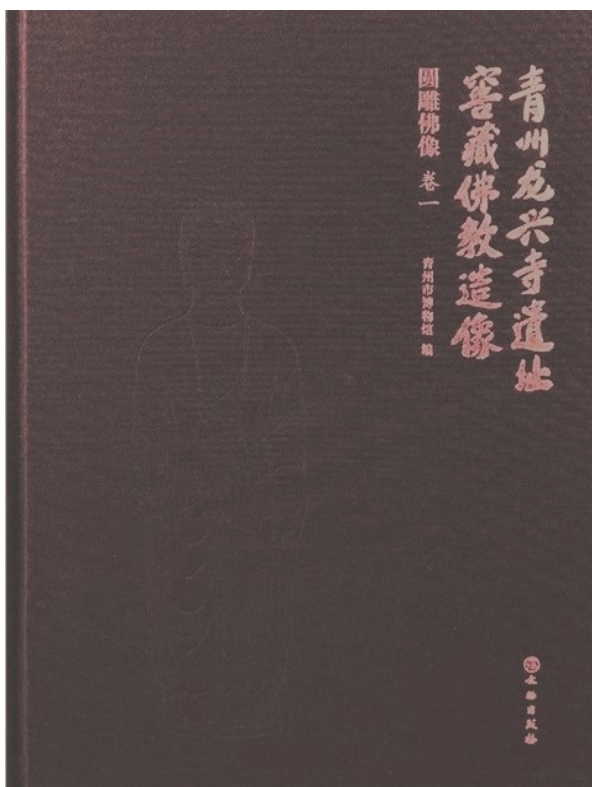 青州龙兴寺遗址
窖藏佛教造像
圆雕佛像 卷一
青州市博物馆 编
文物出版社